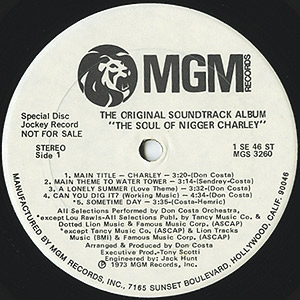 MGM
RECORDS
Special Disc
Jockey Record
NOT FOR SALE
THE ORIGINAL SOUNDTRACK ALBUM
"THE SOUL OF NIGGER CHARLEY"
STEREO
Side 1
1 SE 46 ST
MGS 3260
1. MAIN TITLE - CHARLEY - 3:20-(Don Costa)
2. MAIN THEME TO WATER TOWER - 3:14-(Sendrey-Costa)
3. A LONELY SUMMER (Love Theme) - 3:22-(Don Costa)
4. CAN YOU DIG IT? (Working Music) - 3:34-(Don Costa)
*5. SOMETIME DAY - 3:35-(Costa-Hemric)
All Selections Performed by Don Costa Orchestra,
*except Lou Rawls-All Selections Publ. by Tancy Music Co. &
Dotted Lion Music & Famous Music Corp. (ASCAP)
*except Tancy Music Co. (ASCAP) & Lion Tracks
Music (BMI) & Famous Music Corp. (ASCAP)
Arranged & Produced by Don Costa
Executive Prod.-Tony Scotti
Engineered by: Jack Hunt
℗ 1973 MGM Records, Inc.
MANUFACTURED BY MGM RECORDS, INC., 7165 SUNSET BOULEVARD, HOLLYWOOD, CALIF. 90046